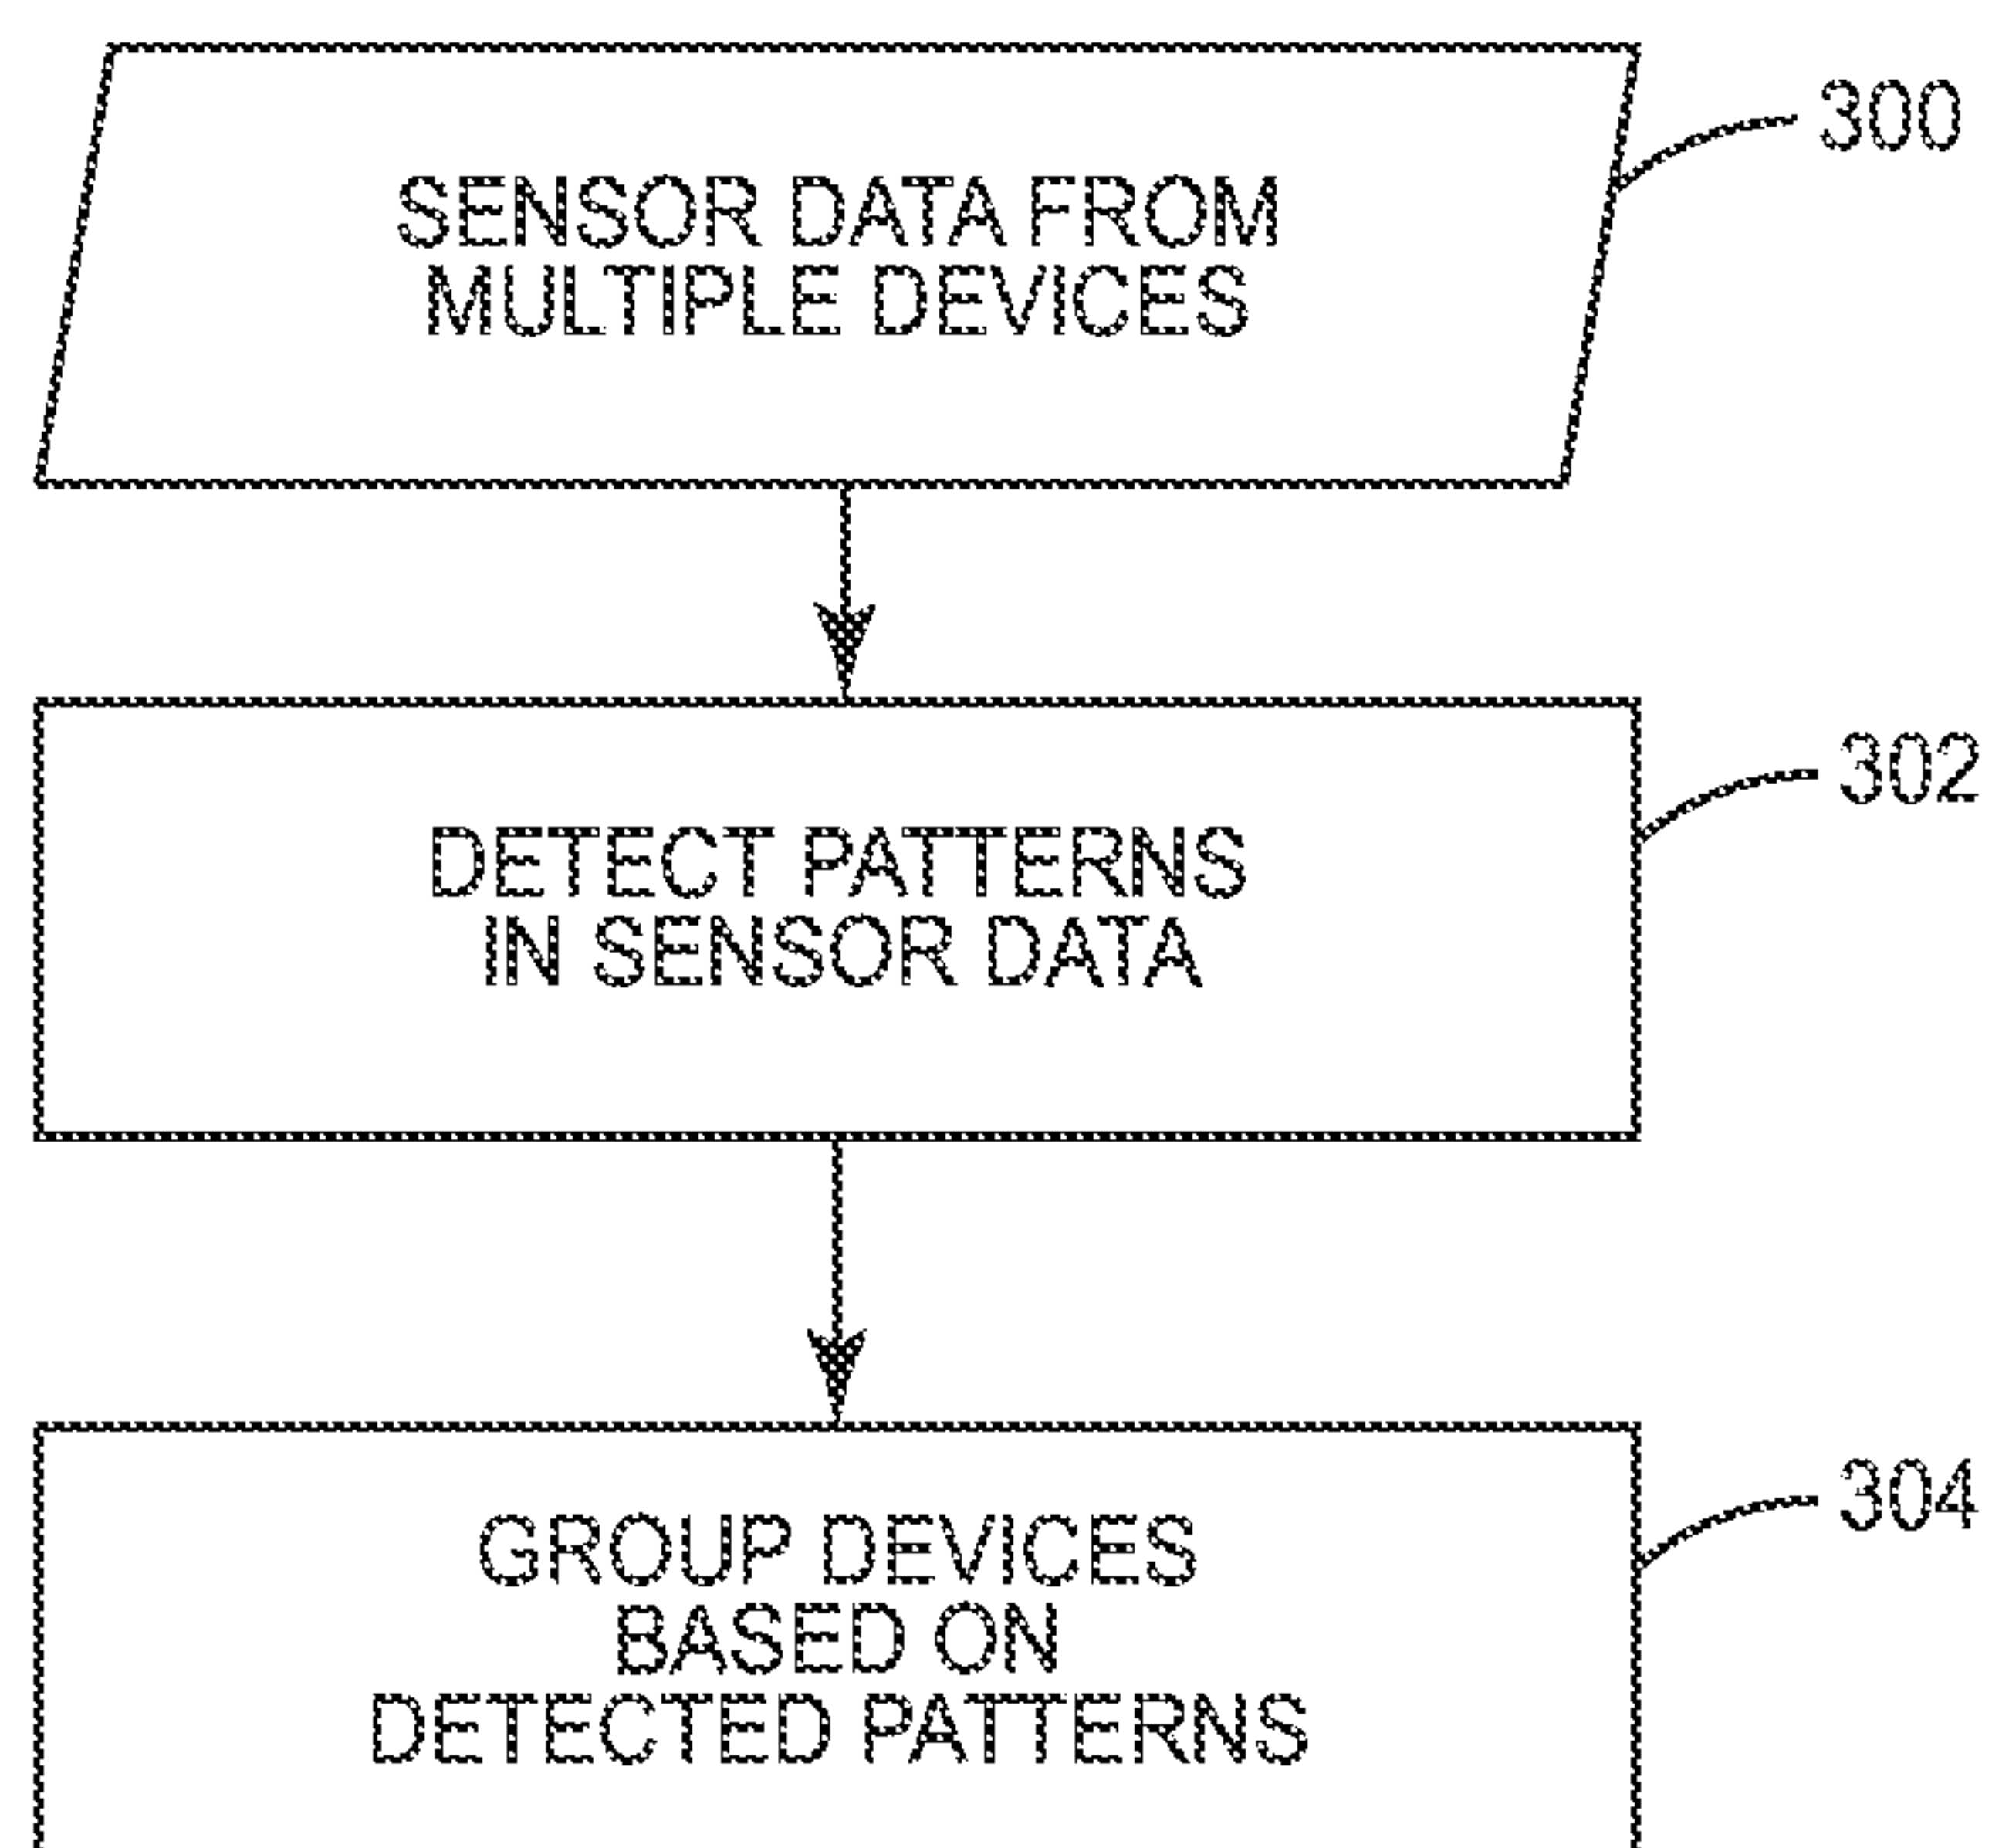 300
SENSOR DATA FROM
MULTIPLE DEVICES
302
DETECT PATTERNS
IN SENSOR DATA
304
GROUP DEVICES
BASED ON
DETECTED PATTERNS